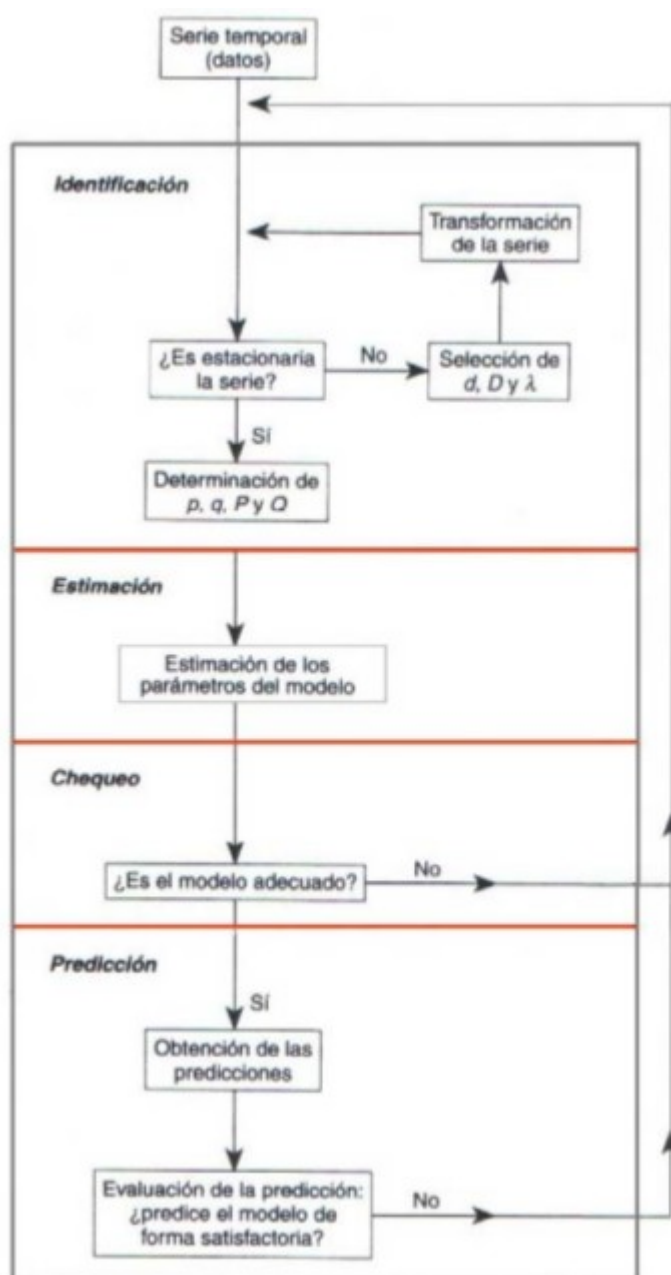 Serie temporal
(datos)
Identificación
Transformación
de la serie
¿Es estacionaria
la serie?
No
Selección de
d, D y λ
Sí
Determinación de
p, q, P y Q
Estimación
Estimación de los
parámetros del modelo
Chequeo
¿Es el modelo adecuado?
No
Predicción
Sí
Obtención de las
predicciones
Evaluación de la predicción:
¿predice el modelo de
forma satisfactoria?
No